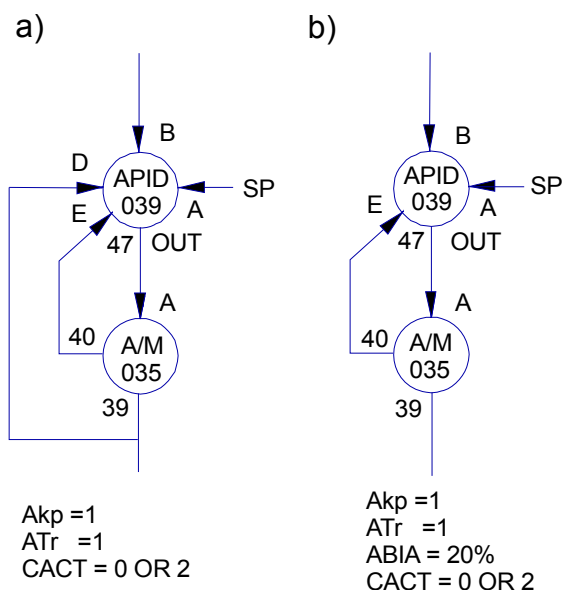 a)
B
D
APID
039
SP
E
A
47
OUT
A
40
A/M
035
39
Akp =1
ATr =1
CACT = 0 OR 2
b)
B
APID
039
SP
E
A
47
OUT
A
40
A/M
035
39
Akp =1
ATr =1
ABIA = 20%
CACT = 0 OR 2